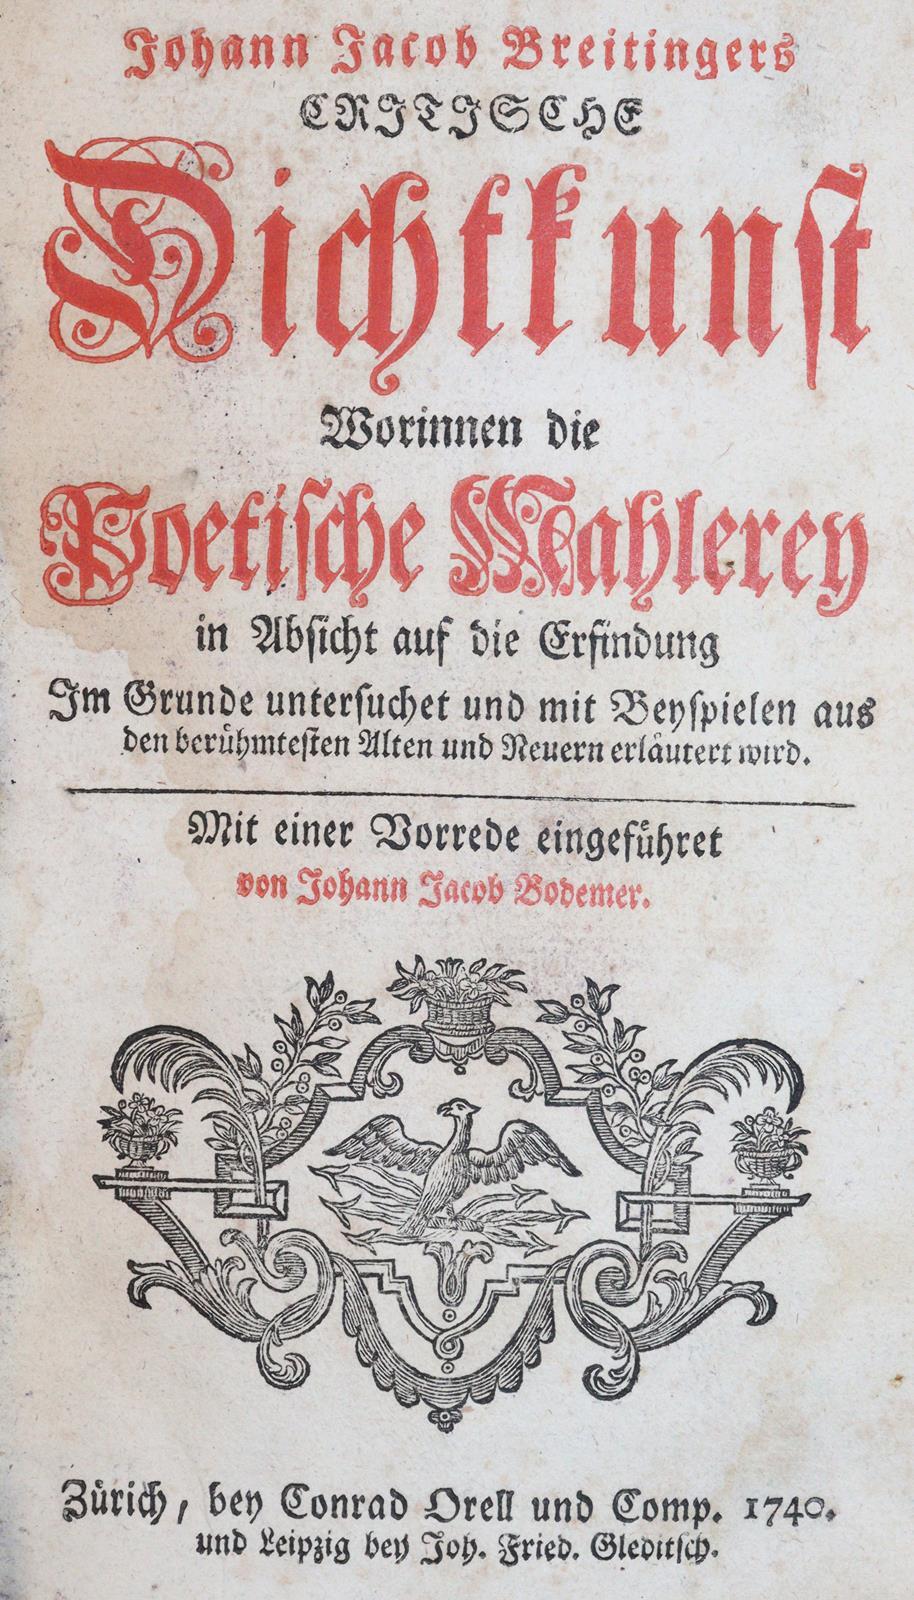 Johann Jacob Breitingers
CRITISCHE
Dichtkunst
Worinnen die
Poetische Mahlerey
in Absicht auf die Erfindung
Im Grunde untersuchet und mit Beyspielen aus
den berühmtesten Alten und Neuern erläutert wird.
Mit einer Vorrede eingeführet
von Johann Jacob Bodemer.
Zürich, bey Conrad Orell und Comp. 1740.
und Leipzig bey Joh. Fried. Gleditsch.